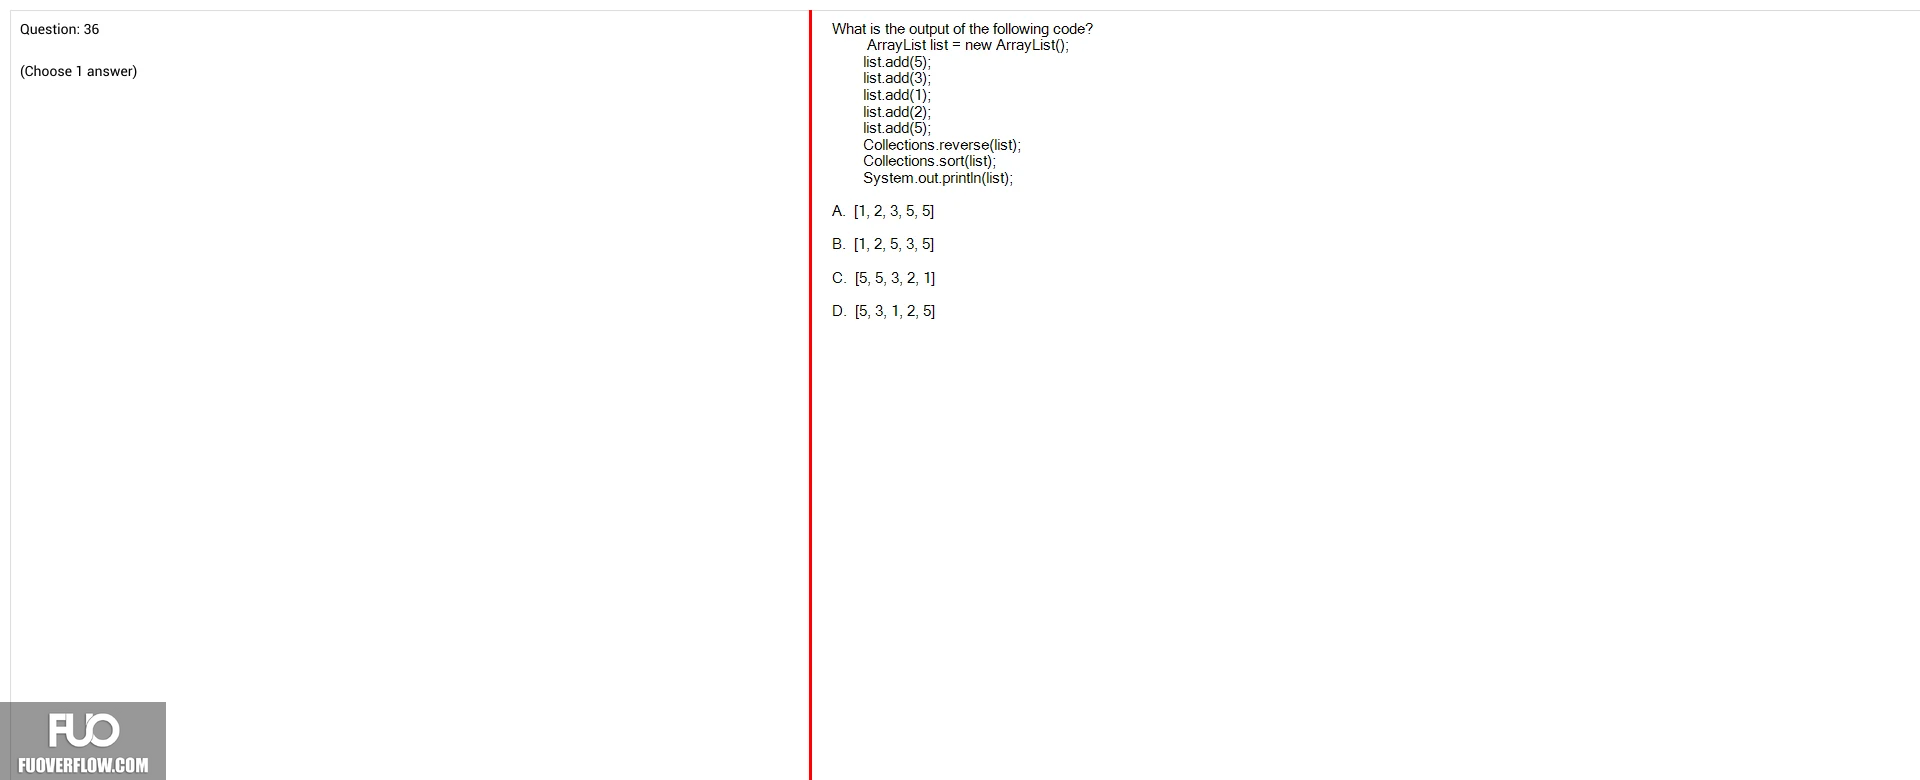 Question: 36
(Choose 1 answer)
What is the output of the following code?
ArrayList list = new ArrayList();
list.add(5);
list.add(3);
list.add(1);
list.add(2);
list.add(5);
Collections.reverse(list);
Collections.sort(list);
System.out.println(list);
A. [1, 2, 3, 5, 5]
B. [1, 2, 5, 3, 5]
C. [5, 5, 3, 2, 1]
D. [5, 3, 1, 2, 5]
FUO
FUOVERFLOW.COM